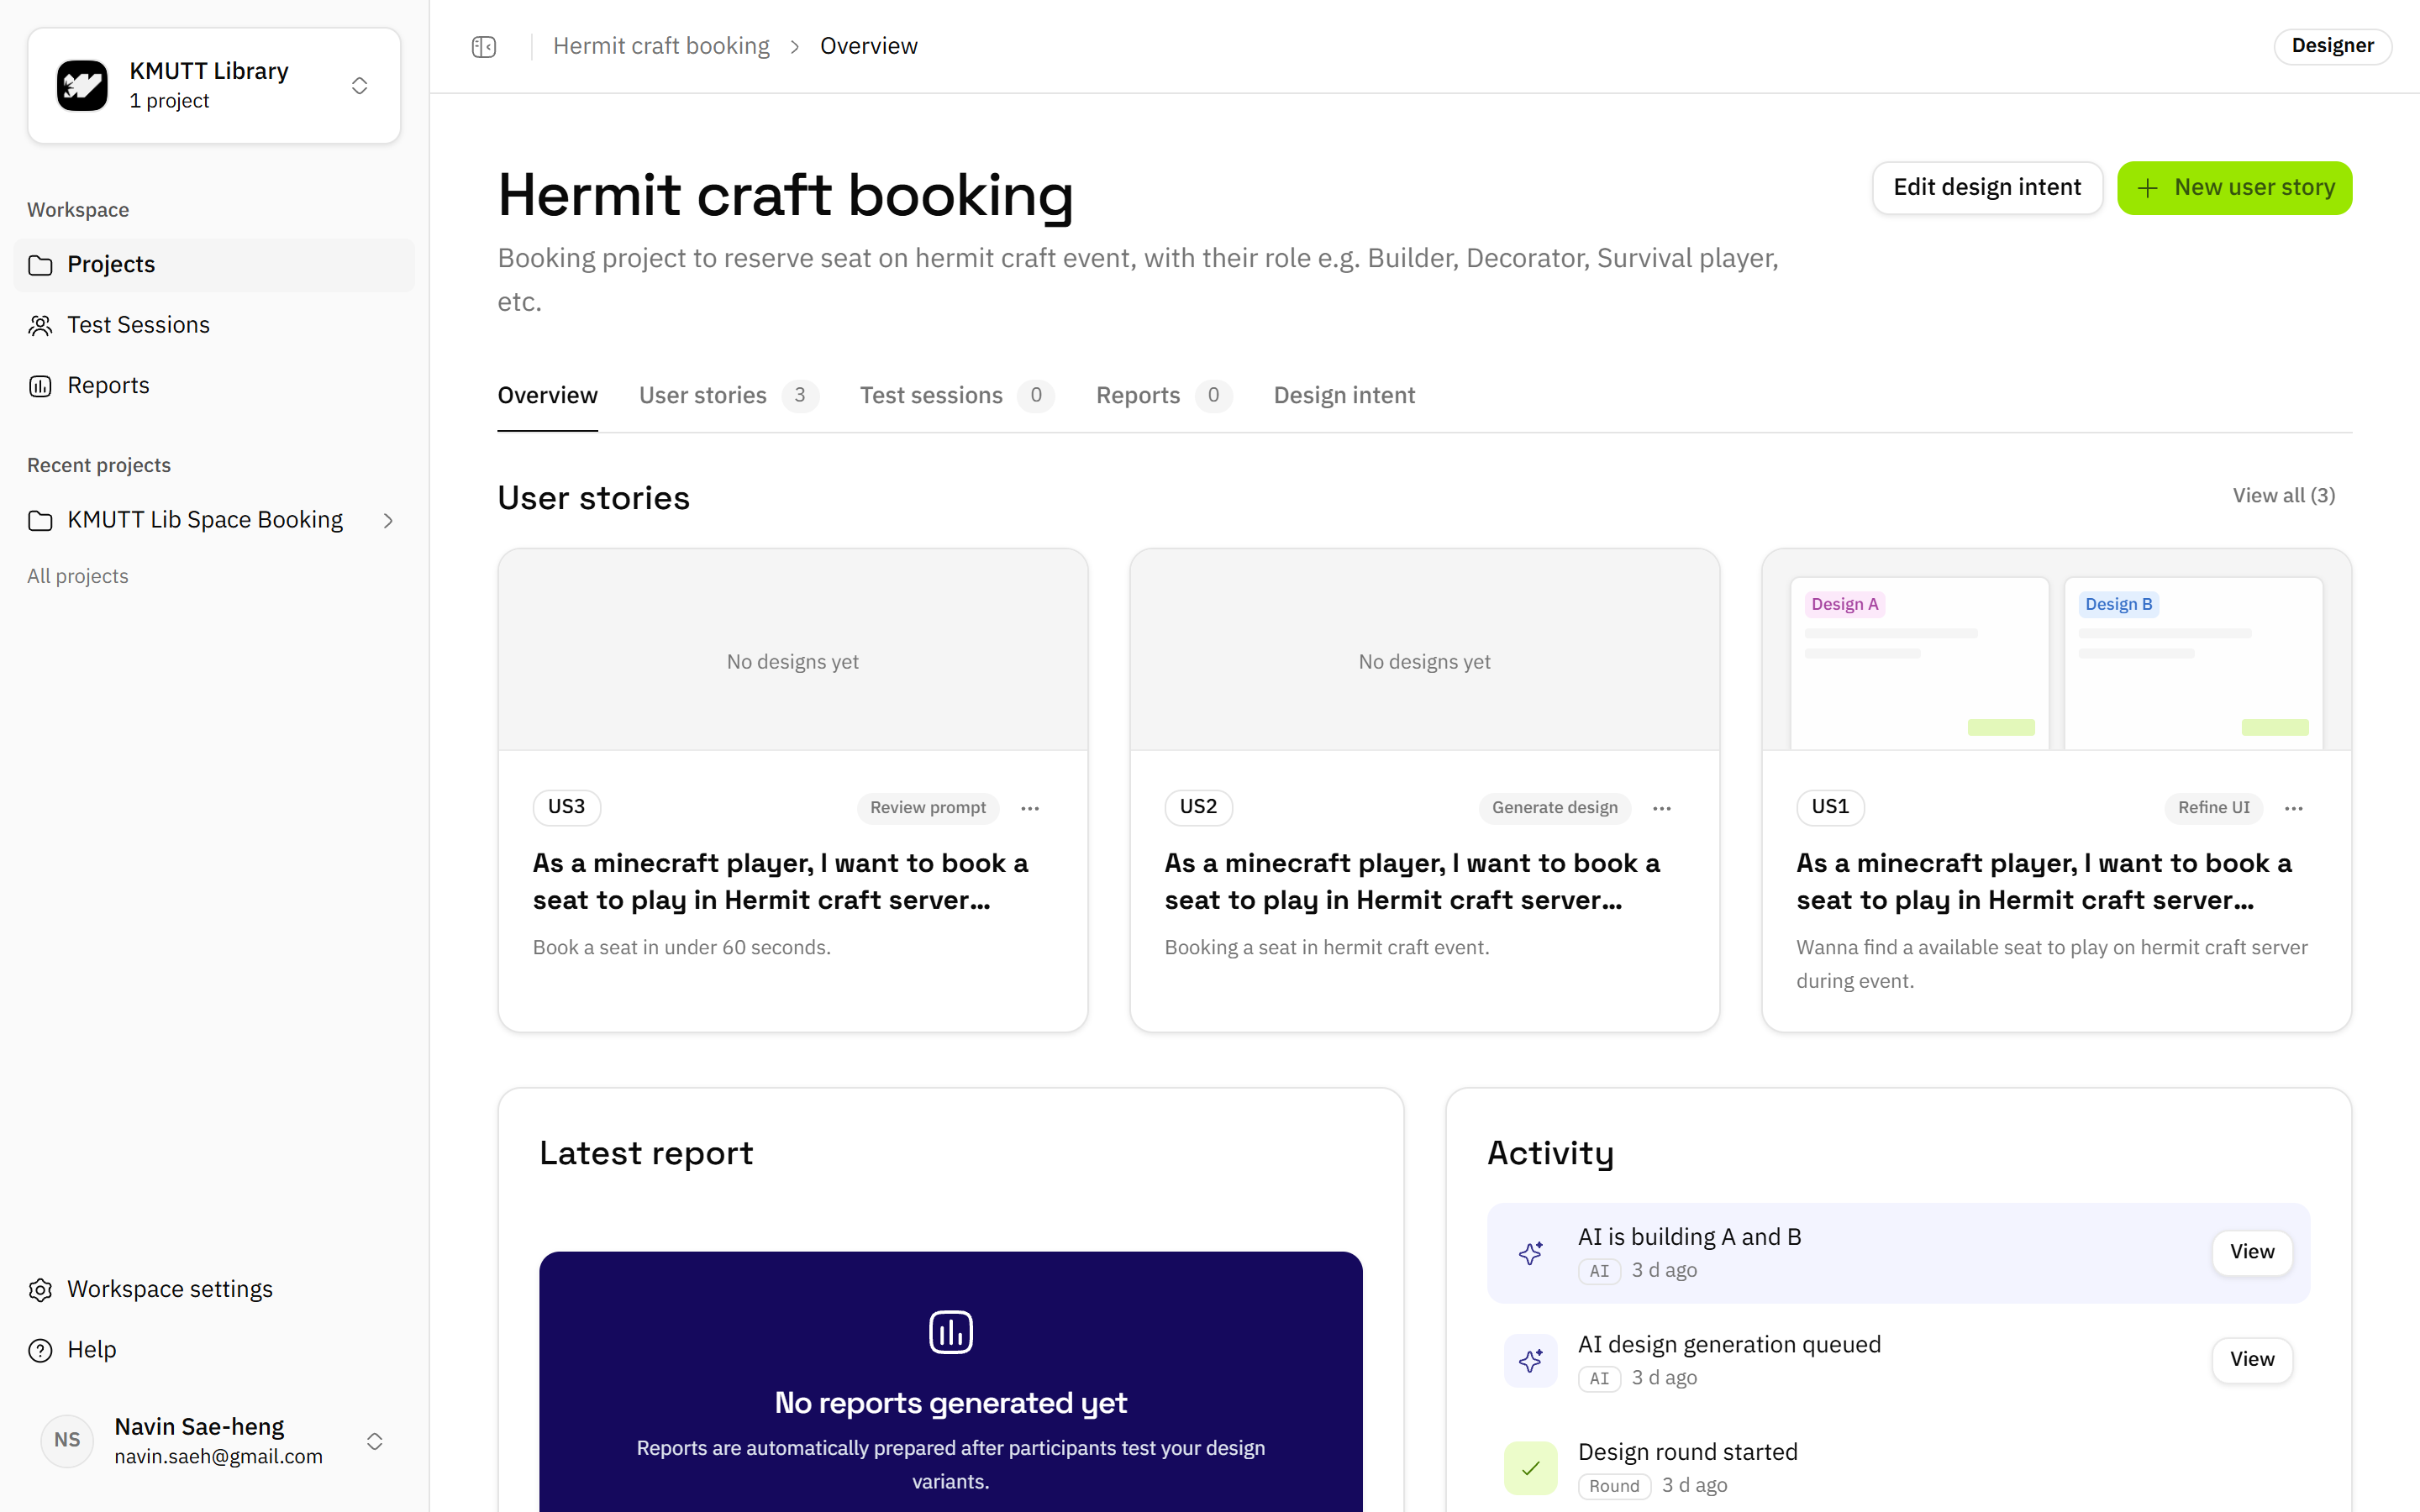 KMUTT Library
1 project
Workspace
Projects
Test Sessions
Reports
Recent projects
KMUTT Lib Space Booking
All projects
Workspace settings
Help
NS
Navin Sae-heng
navin.saeh@gmail.com
Hermit craft booking
Overview
Designer
Hermit craft booking
Booking project to reserve seat on hermit craft event, with their role e.g. Builder, Decorator, Survival player,
etc.
Edit design intent
New user story
Overview
User stories 3
Test sessions 0
Reports 0
Design intent
User stories
View all (3)
No designs yet
US3
Review prompt
As a minecraft player, I want to book a
seat to play in Hermit craft server...
Book a seat in under 60 seconds.
No designs yet
US2
Generate design
As a minecraft player, I want to book a
seat to play in Hermit craft server...
Booking a seat in hermit craft event.
Design A
Design B
US1
Refine UI
As a minecraft player, I want to book a
seat to play in Hermit craft server...
Wanna find a available seat to play on hermit craft server
during event.
Latest report
No reports generated yet
Reports are automatically prepared after participants test your design
variants.
Activity
AI is building A and B
AI 3 d ago
View
AI design generation queued
AI 3 d ago
View
Design round started
Round 3 d ago